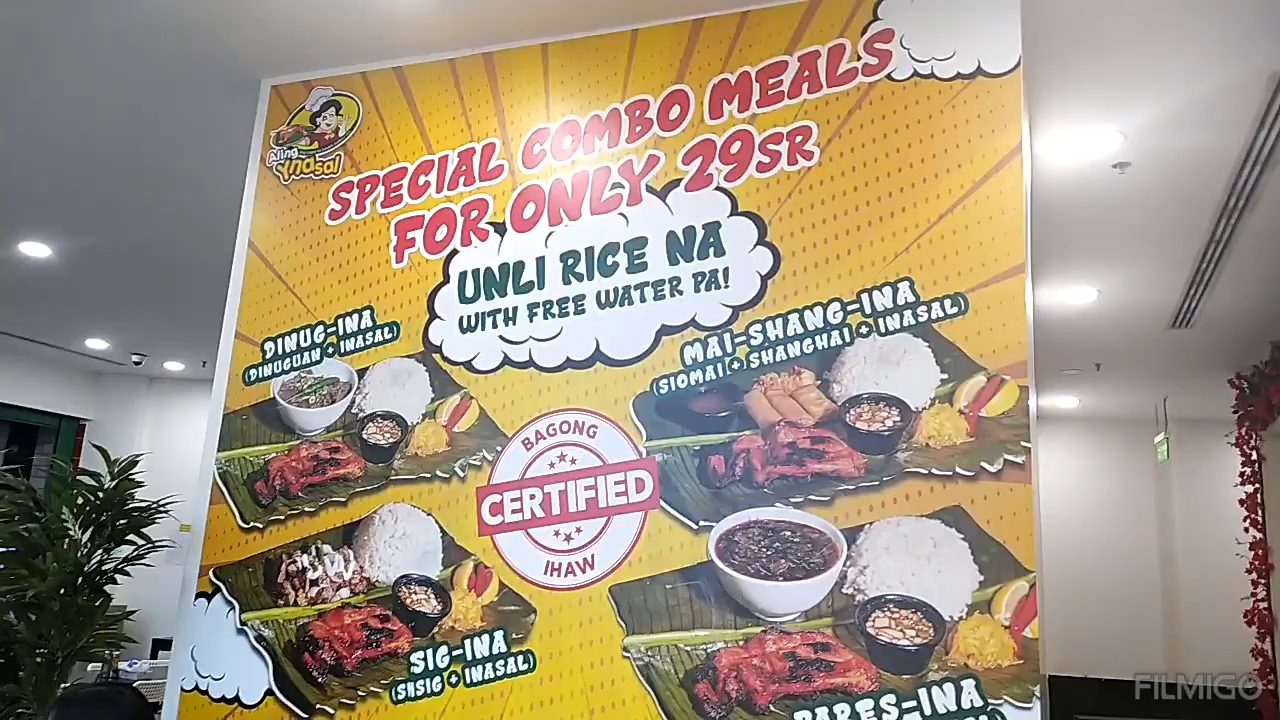 Aling
Ynasal
SPECIAL COMBO MEALS
FOR ONLY 29SR
UNLI RICE NA
WITH FREE WATER PA!
DINUG-INA
(DINUGUAN + INASAL)
MAI-SHANG-INA
(SIOMAI + SHANGHAI + INASAL)
BAGONG
CERTIFIED
IHAW
SIG-INA
(SISIG + INASAL)
PARES-INA
FILMIGO